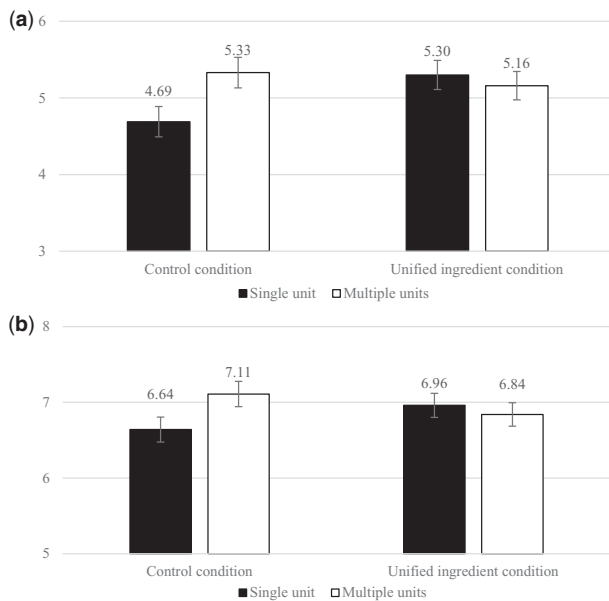 (a)
6
5
4
3
4.69
5.33
5.30
5.16
Control condition
Unified ingredient condition
Single unit
Multiple units
(b)
8
7
6
5
6.64
7.11
6.96
6.84
Control condition
Unified ingredient condition
Single unit
Multiple units